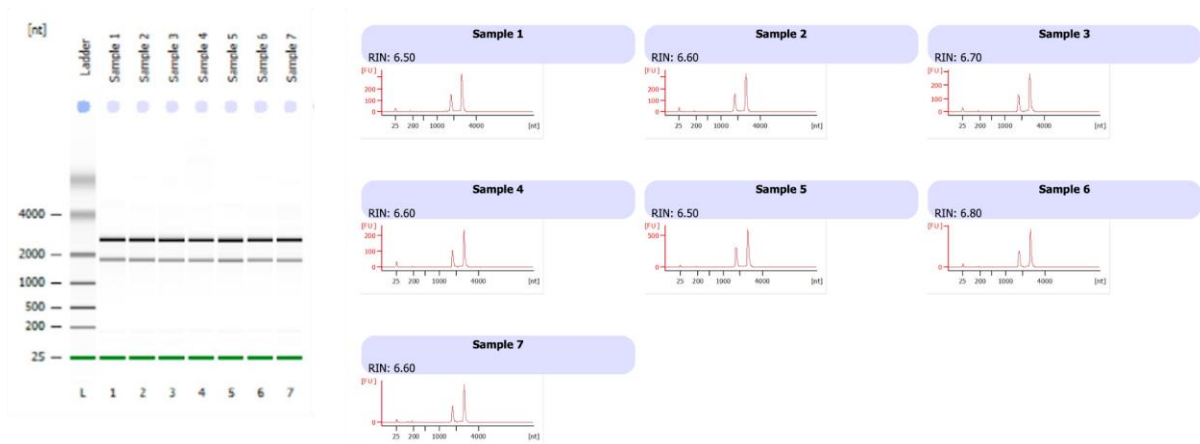 [nt]
Ladder
Sample 1
Sample 2
Sample 3
Sample 4
Sample 5
Sample 6
Sample 7
4000
2000
1000
500
200
25
L 1 2 3 4 5 6 7
Sample 1
RIN: 6.50
[FU]
200
100
0
25 200 1000 4000 [nt]
Sample 2
RIN: 6.60
[FU]
200
100
0
25 200 1000 4000 [nt]
Sample 3
RIN: 6.70
[FU]
200
100
0
25 200 1000 4000 [nt]
Sample 4
RIN: 6.60
[FU]
200
100
0
25 200 1000 4000 [nt]
Sample 5
RIN: 6.50
[FU]
500
0
25 200 1000 4000 [nt]
Sample 6
RIN: 6.80
[FU]
0
25 200 1000 4000 [nt]
Sample 7
RIN: 6.60
[FU]
0
25 200 1000 4000 [nt]